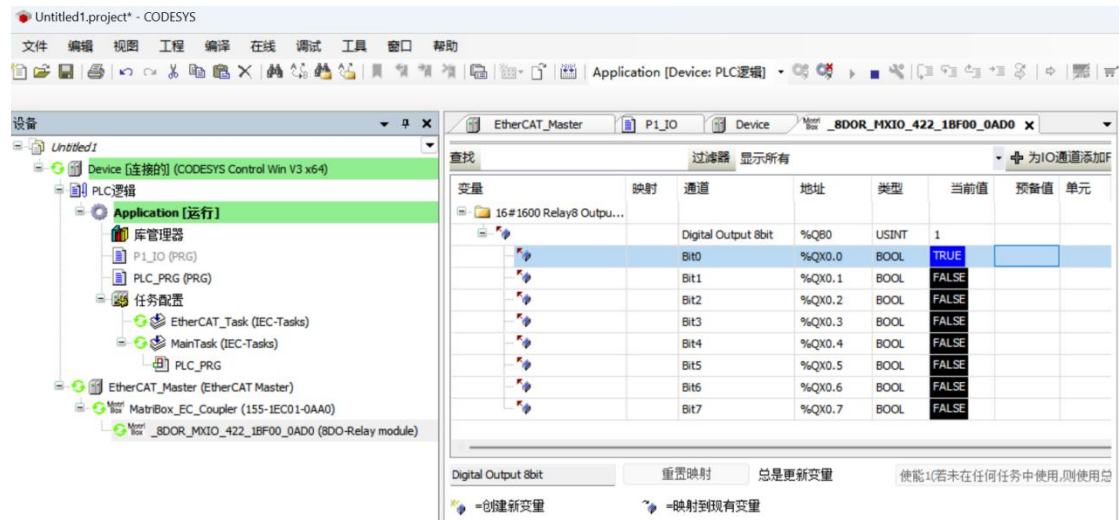 Untitled1.project* - CODESYS
文件 编辑 视图 工程 编译 在线 调试 工具 窗口 帮助
Application [Device: PLC逻辑]
设备
EtherCAT_Master P1_IO Device _8DOR_MXIO_422_1BF00_0AD0
Untitled1
查找 过滤器 显示所有 为IO通道添加F
Device [连接的] (CODESYS Control Win V3 x64)
变量 映射 通道 地址 类型 当前值 预备值 单元
PLC逻辑
16#1600 Relay8 Outpu...
Application [运行]
Digital Output 8bit %QB0 USINT 1
库管理器
Bit0 %QX0.0 BOOL TRUE
P1_IO (PRG)
Bit1 %QX0.1 BOOL FALSE
PLC_PRG (PRG)
Bit2 %QX0.2 BOOL FALSE
任务配置
Bit3 %QX0.3 BOOL FALSE
EtherCAT_Task (IEC-Tasks)
Bit4 %QX0.4 BOOL FALSE
MainTask (IEC-Tasks)
Bit5 %QX0.5 BOOL FALSE
PLC_PRG
Bit6 %QX0.6 BOOL FALSE
EtherCAT_Master (EtherCAT Master)
Bit7 %QX0.7 BOOL FALSE
MatriBox_EC_Coupler (155-1EC01-0AA0)
_8DOR_MXIO_422_1BF00_0AD0 (8DO-Relay module)
Digital Output 8bit 重置映射 总是更新变量 使能1(若未在任何任务中使用,则使用总
=创建新变量 =映射到现有变量